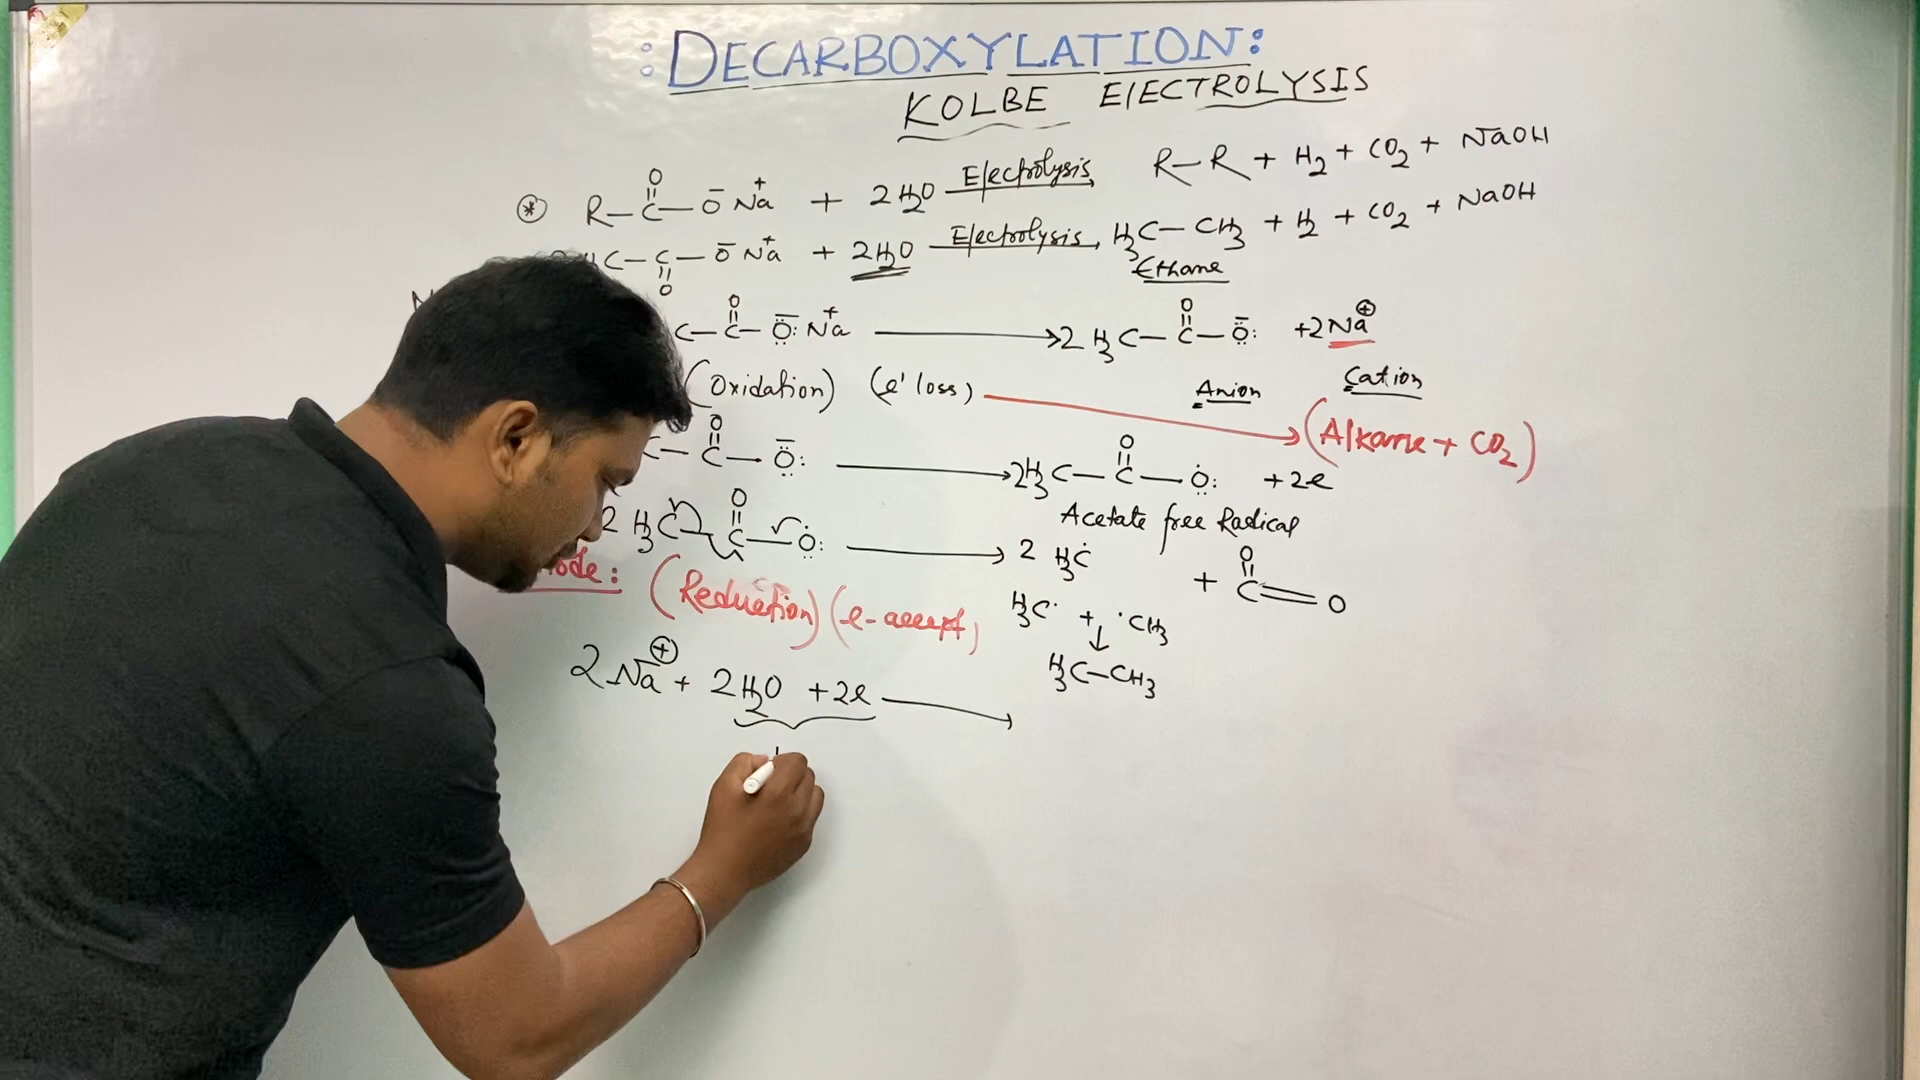 : DECARBOXYLATION:
KOLBE ElECTROLYSIS
* R-C(=O)-O⁻ Na⁺ + 2H₂O Electrolysis R-R + H₂ + CO₂ + NaOH
C-C(=O)-O⁻ Na⁺ + 2H₂O Electrolysis H₃C-CH₃ + H₂ + CO₂ + NaOH
Ethane
C-C(=O)-O⁻: Na⁺ → 2 H₃C-C(=O)-O⁻: +2Na⊕
(Oxidation) (e' loss) → Anion Cation
(Alkane + CO₂)
C-C(=O)-O⁻: → 2H₃C-C(=O)-O: +2e
Acetate free Radical
2 H₃C-C(=O)-O: → 2 H₃C· + C(=O)=O
ode: (Reduction) (e-accept)
H₃C· + ·CH₃
↓
H₃C-CH₃
2 Na⊕ + 2H₂O +2e →